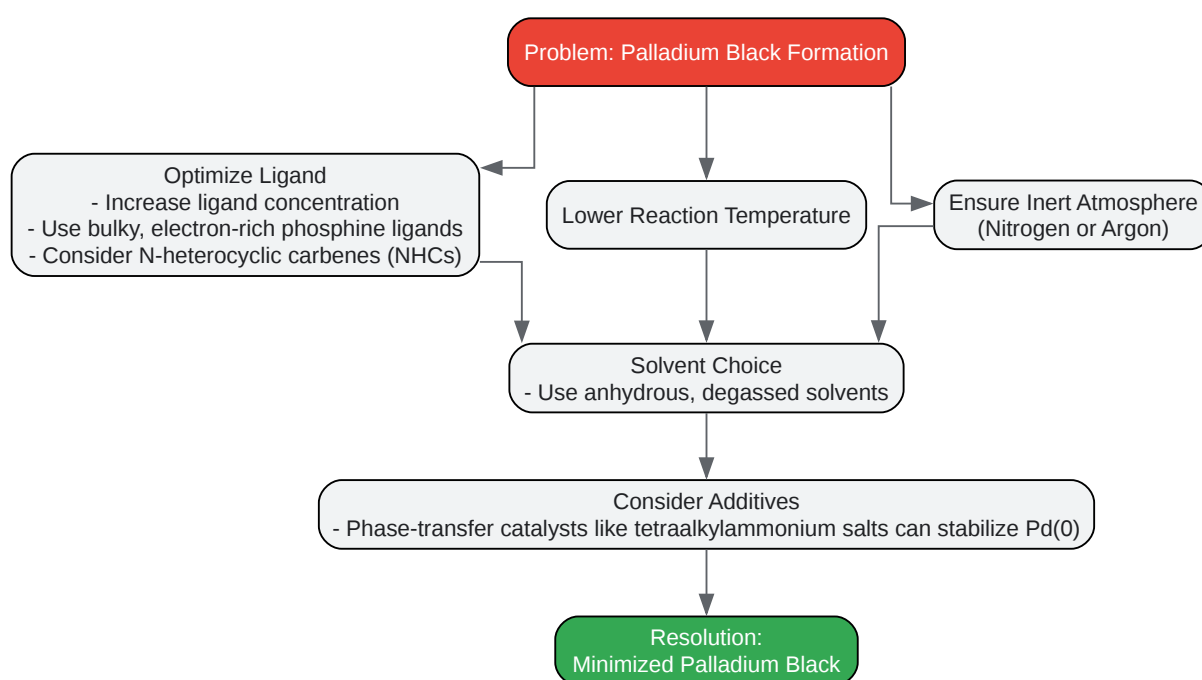 Problem: Palladium Black Formation
Optimize Ligand
- Increase ligand concentration
- Use bulky, electron-rich phosphine ligands
- Consider N-heterocyclic carbenes (NHCs)
Lower Reaction Temperature
Ensure Inert Atmosphere
(Nitrogen or Argon)
Solvent Choice
- Use anhydrous, degassed solvents
Consider Additives
- Phase-transfer catalysts like tetraalkylammonium salts can stabilize Pd(0)
Resolution:
Minimized Palladium Black